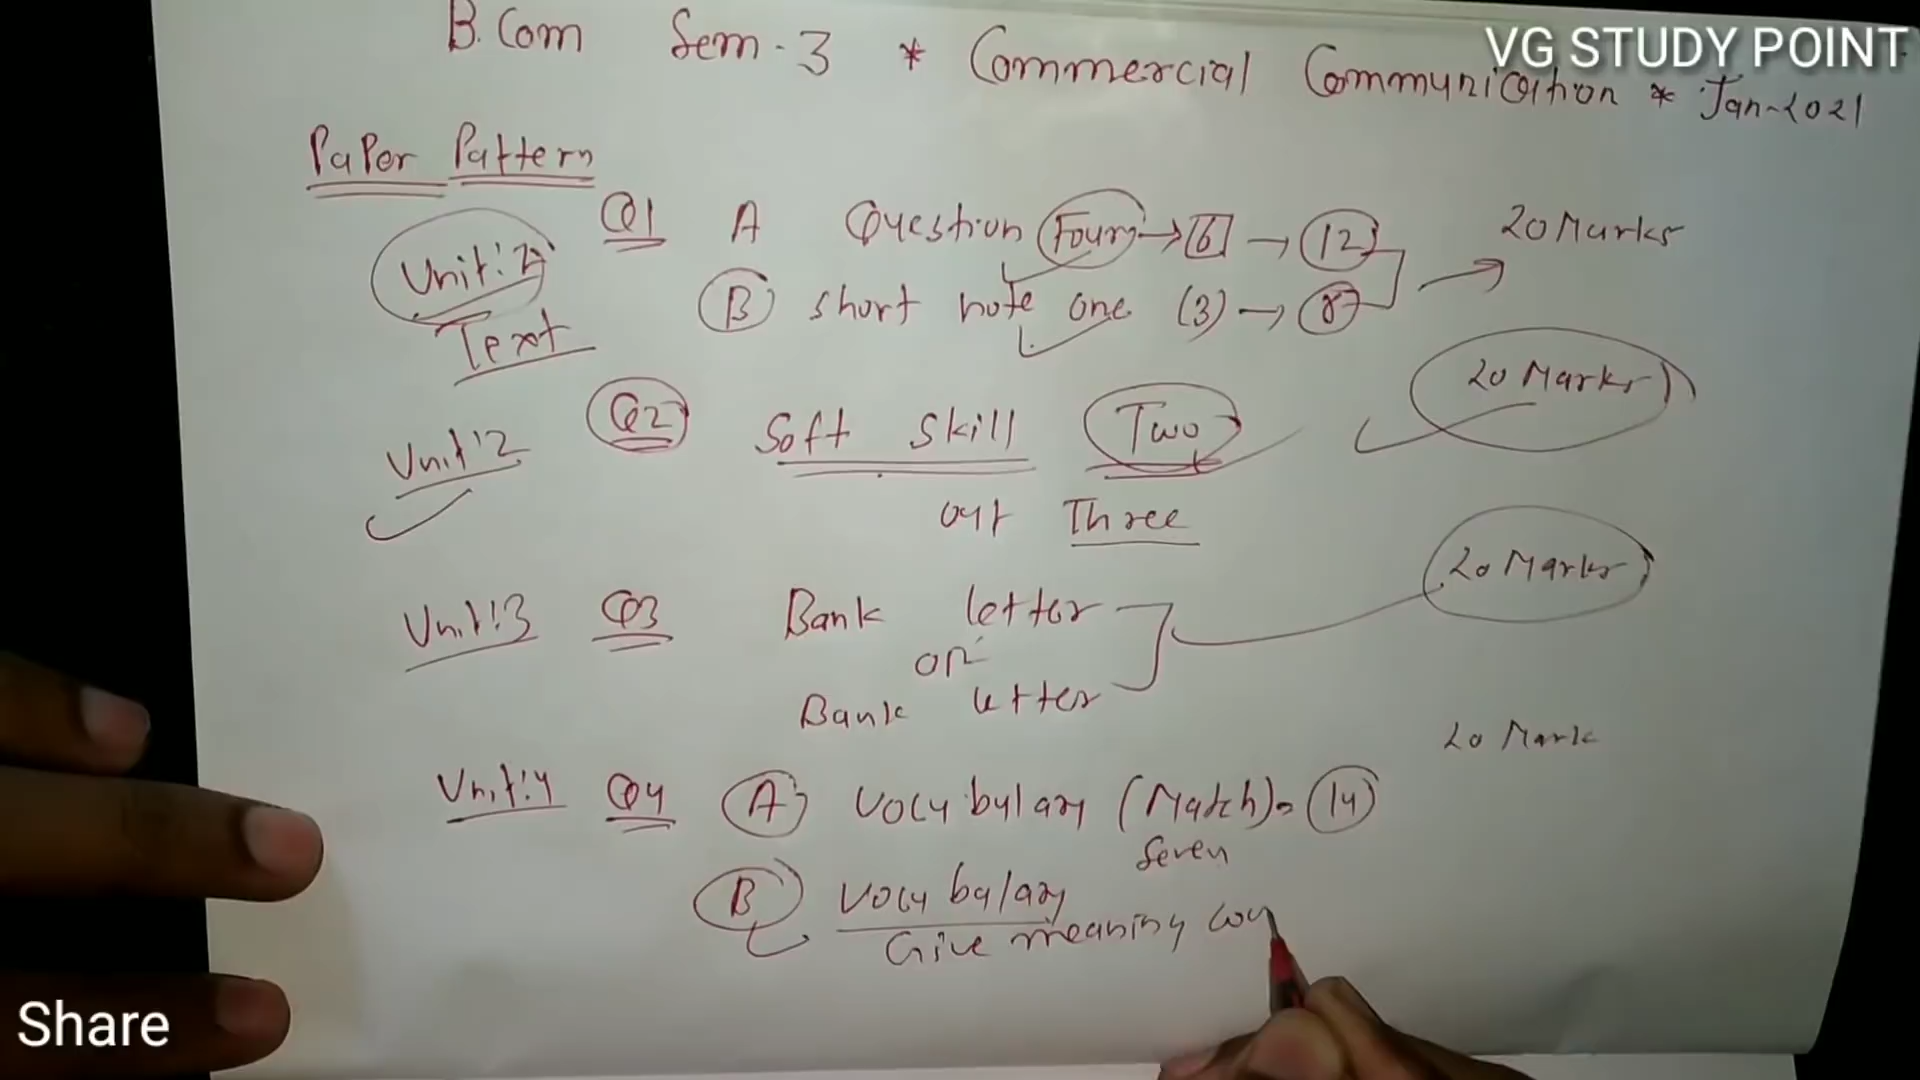 VG STUDY POINT
B.Com Sem-3 * Commercial Communication * Jan-2021
Paper Pattern
Unit:1 Q1 A Question Four → 6 → 12 20 Marks
Text B short note one (3) → 8
Unit:2 Q2 Soft Skill Two 20 Marks
out Three
Unit:3 Q3 Bank letter 20 Marks
or
Bank letter
20 Mark
Unit:4 Q4 A Vocubulary (Match) = 14
Seven
B Vocubulary
Give meaning
Share